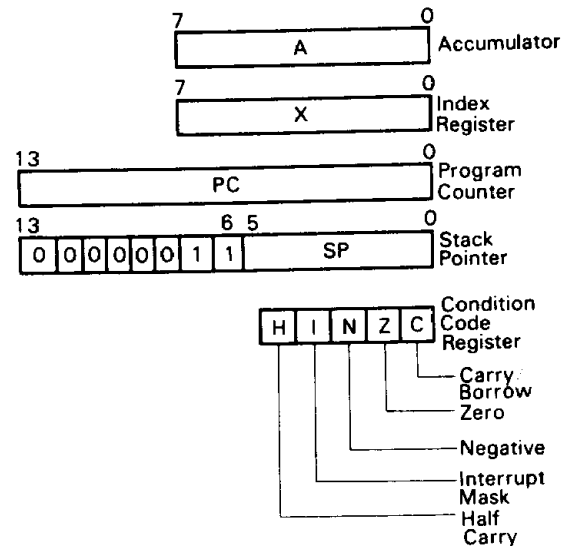 7 0
A Accumulator
7 0
X Index
Register
13 0
PC Program
Counter
13 6 5 0
0 0 0 0 0 0 1 1 SP Stack
Pointer
H I N Z C Condition
Code
Register
Carry
Borrow
Zero
Negative
Interrupt
Mask
Half
Carry